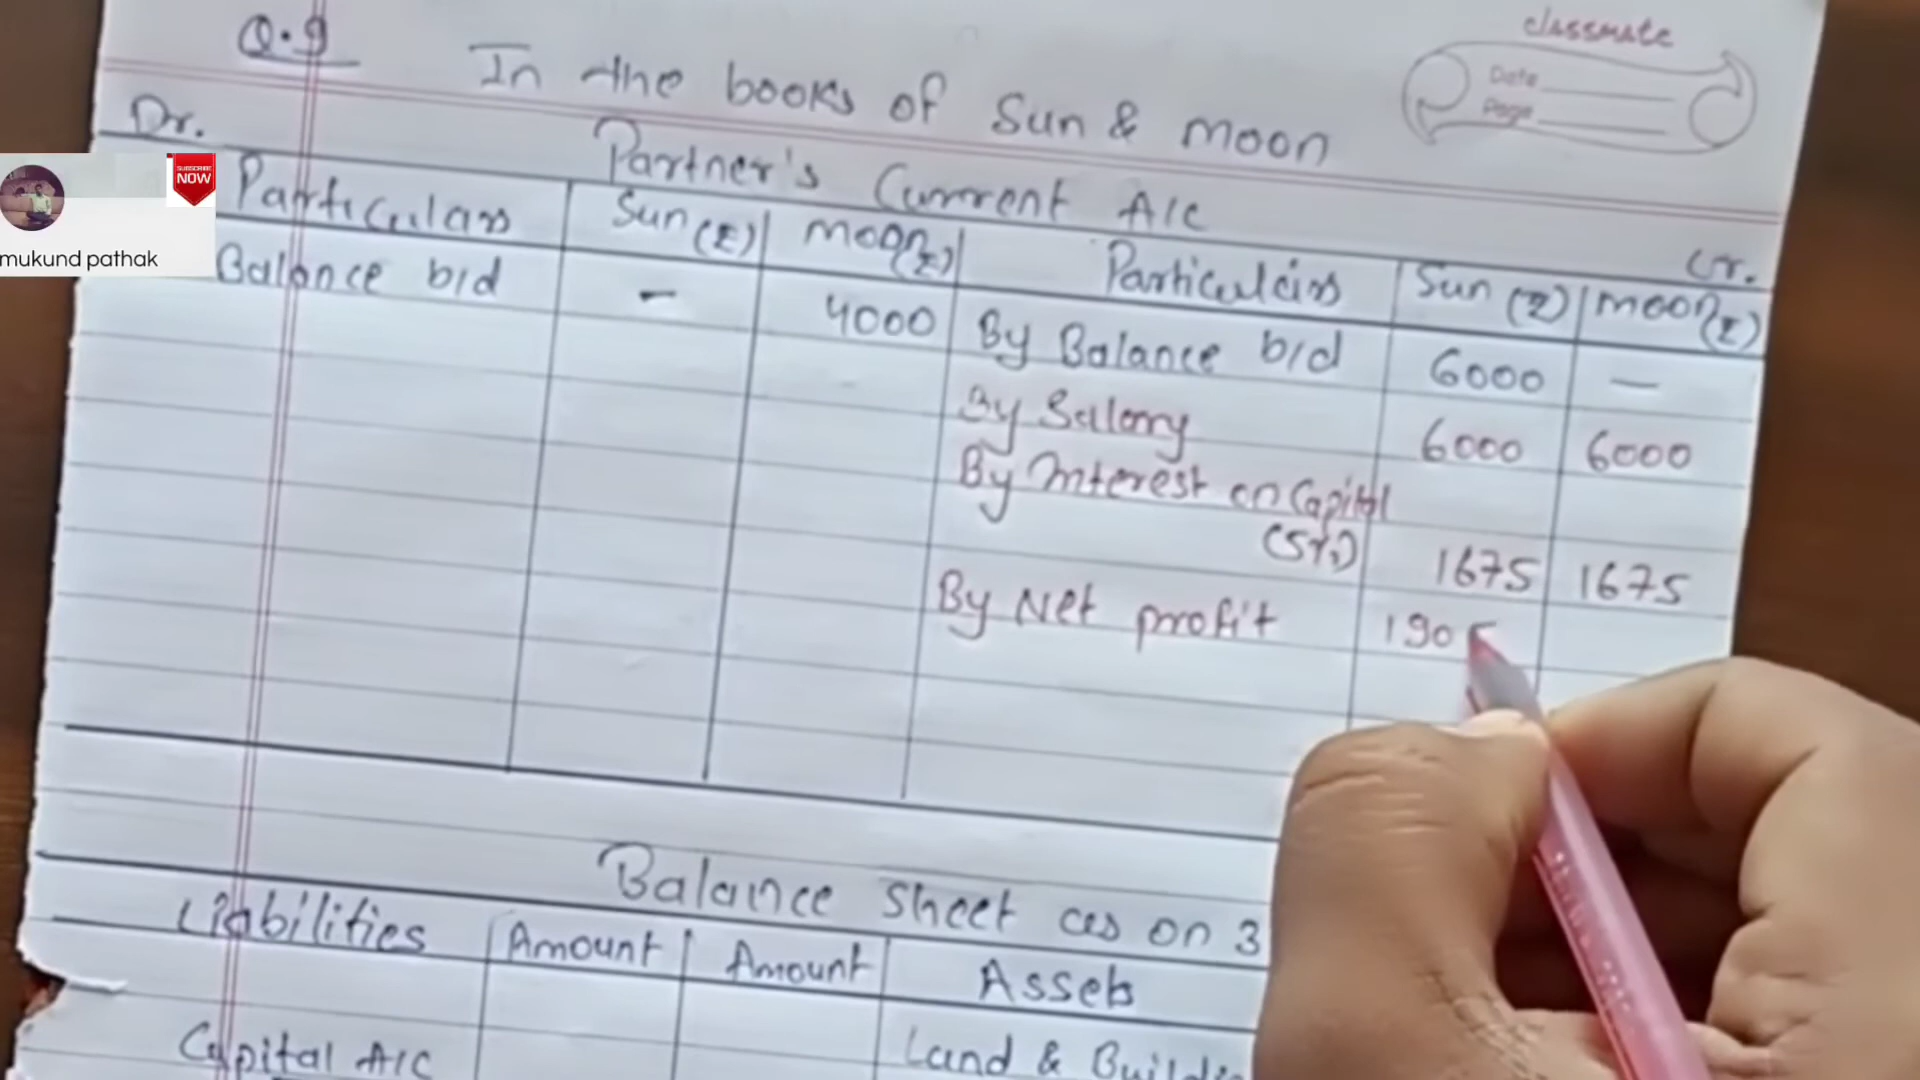 Q.9
classmate
Date
Page
In the books of Sun & moon
Dr. Partner's Current A/C Cr.
SUBSCRIBE NOW
mukund pathak
Particulars Sun(₹) moon(₹) Particulars Sun (₹) moon(₹)
Balance b/d - 4000 By Balance b/d 6000 —
By Sallary 6000 6000
By Interest on Capital
(5%) 1675 1675
By Net profit 1905
Balance sheet as on 3
Liabilities Amount Amount Assets
Capital A/C Land & Buildi